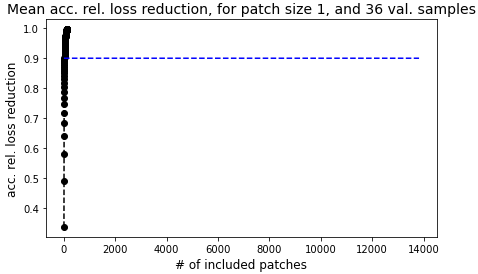 Mean acc. rel. loss reduction, for patch size 1, and 36 val. samples
acc. rel. loss reduction
1.0
0.9
0.8
0.7
0.6
0.5
0.4
0 2000 4000 6000 8000 10000 12000 14000
# of included patches